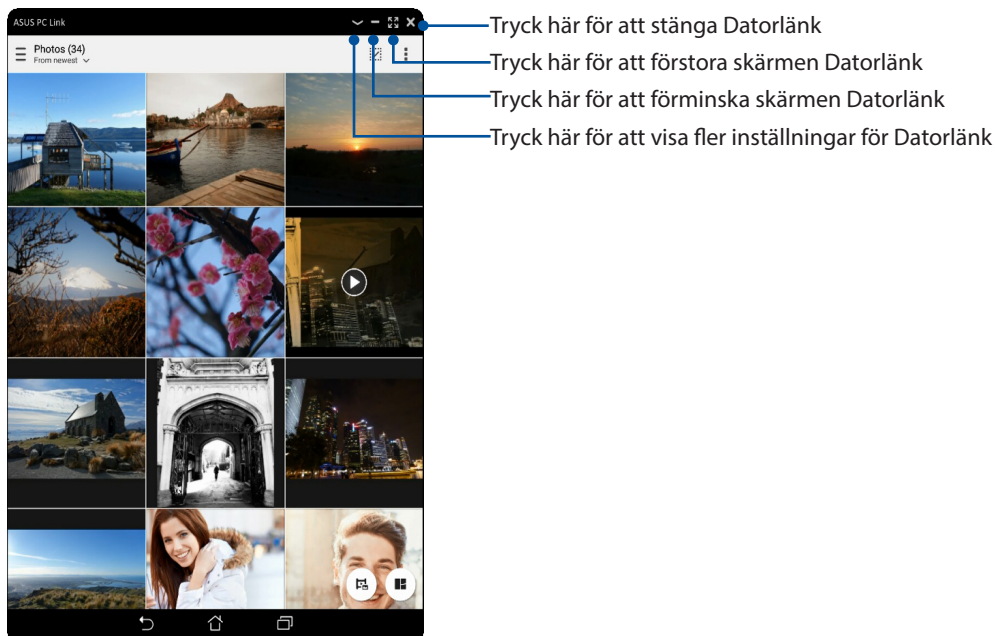 ASUS PC Link
Photos (34)
From newest
Tryck här för att stänga Datorlänk
Tryck här för att förstora skärmen Datorlänk
Tryck här för att förminska skärmen Datorlänk
Tryck här för att visa fler inställningar för Datorlänk